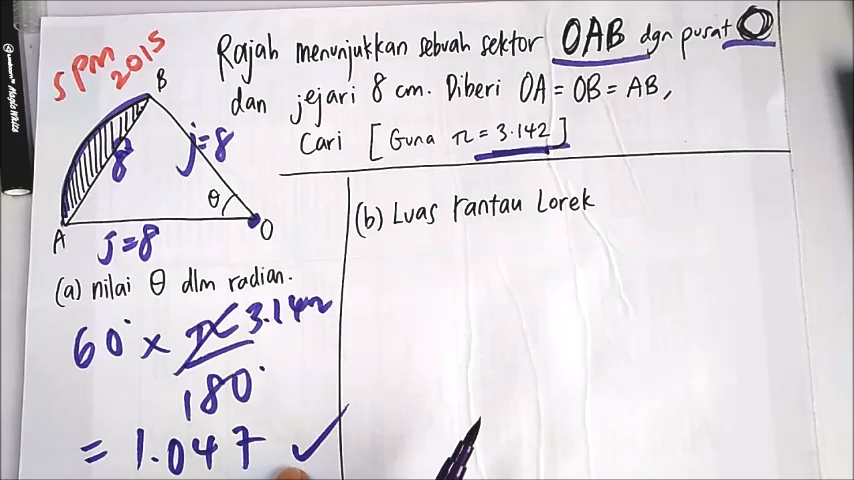 SPM
2015
Rajah menunjukkan sebuah sektor OAB dgn pusat O
dan jejari 8 cm. Diberi OA = OB = AB,
Cari [Guna π = 3.142]
B
8
j=8
θ
A
j=8
O
(a) nilai θ dlm radian.
(b) Luas rantau Lorek
60° × π 3.142
180°
= 1.047 ✓